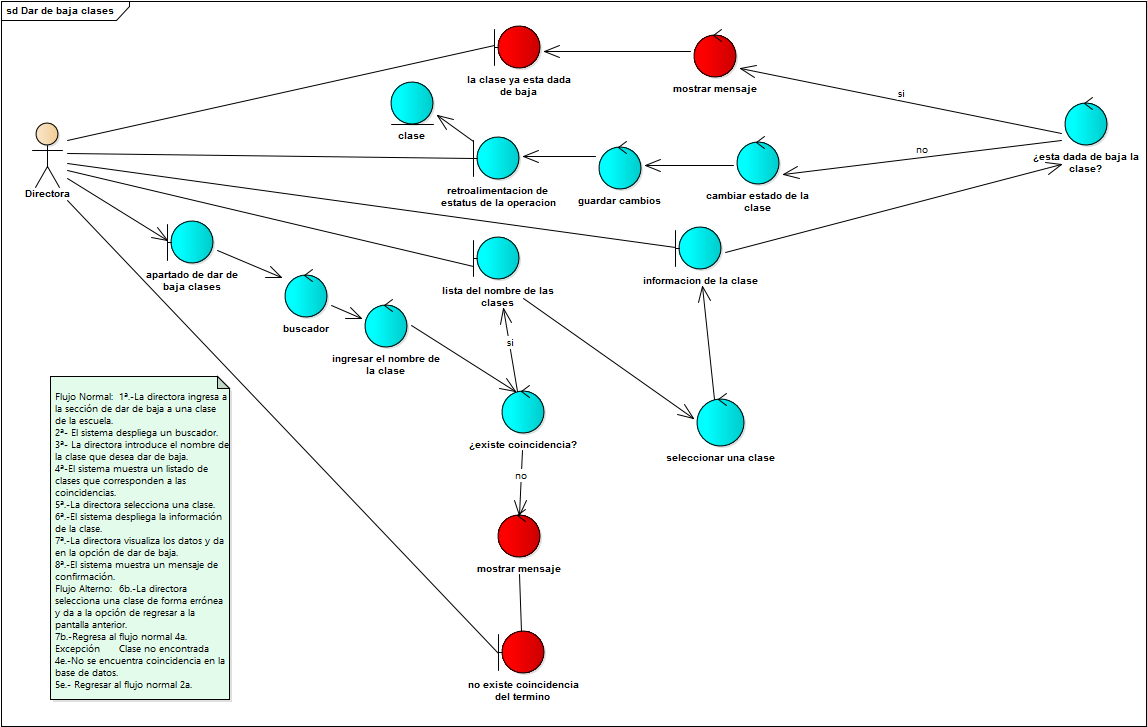 sd Dar de baja clases
la clase ya esta dada
de baja
mostrar mensaje
si
clase
¿esta dada de baja la
clase?
no
Directora
retroalimentacion de
estatus de la operacion
guardar cambios
cambiar estado de la
clase
apartado de dar de
baja clases
lista del nombre de las
clases
informacion de la clase
buscador
si
ingresar el nombre de
la clase
¿existe coincidencia?
seleccionar una clase
no
mostrar mensaje
no existe coincidencia
del termino
Flujo Normal:  1ª.-La directora ingresa a
la sección de dar de baja a una clase
de la escuela.
2ª- El sistema despliega un buscador.
3ª- La directora introduce el nombre de
la clase que desea dar de baja.
4ª-El sistema muestra un listado de
clases que corresponden a las
coincidencias.
5ª.-La directora selecciona una clase.
6ª.-El sistema despliega la información
de la clase.
7ª.-La directora visualiza los datos y da
en la opción de dar de baja.
8ª.-El sistema muestra un mensaje de
confirmación.
Flujo Alterno:  6b.-La directora
selecciona una clase de forma errónea
y da a la opción de regresar a la
pantalla anterior.
7b.-Regresa al flujo normal 4a.
Excepción      Clase no encontrada
4e.-No se encuentra coincidencia en la
base de datos.
5e.- Regresar al flujo normal 2a.